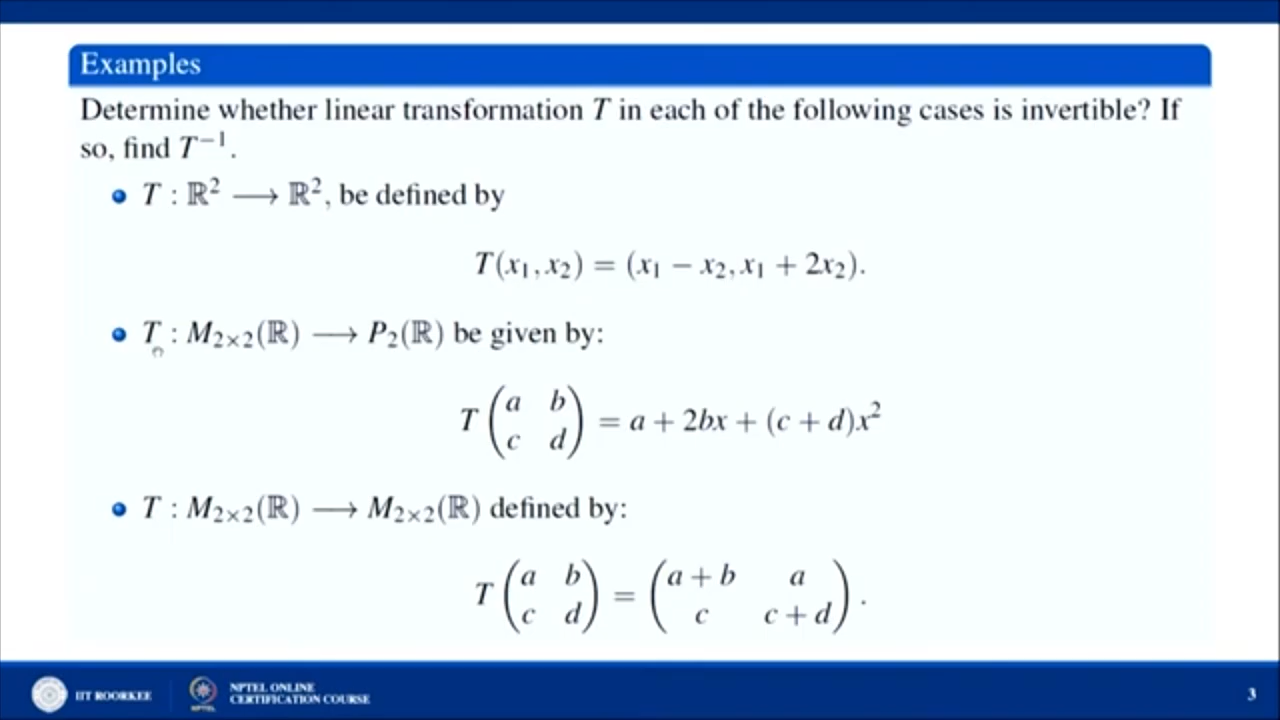 Examples
Determine whether linear transformation T in each of the following cases is invertible? If
so, find T⁻¹.
• T : ℝ² ⟶ ℝ², be defined by
T(x₁, x₂) = (x₁ − x₂, x₁ + 2x₂).
• T : M₂ₓ₂(ℝ) ⟶ P₂(ℝ) be given by:
T (a b; c d) = a + 2bx + (c + d)x²
• T : M₂ₓ₂(ℝ) ⟶ M₂ₓ₂(ℝ) defined by:
T (a b; c d) = (a + b a; c c + d).
IIT ROORKEE
NPTEL
NPTEL ONLINE
CERTIFICATION COURSE
3